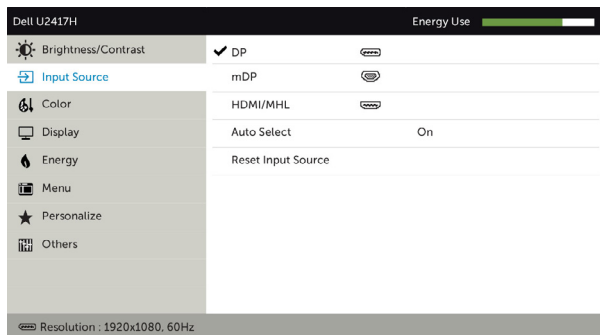 Dell U2417H Energy Use
Brightness/Contrast
Input Source
Color
Display
Energy
Menu
Personalize
Others
DP
mDP
HDMI/MHL
Auto Select On
Reset Input Source
Resolution : 1920x1080, 60Hz